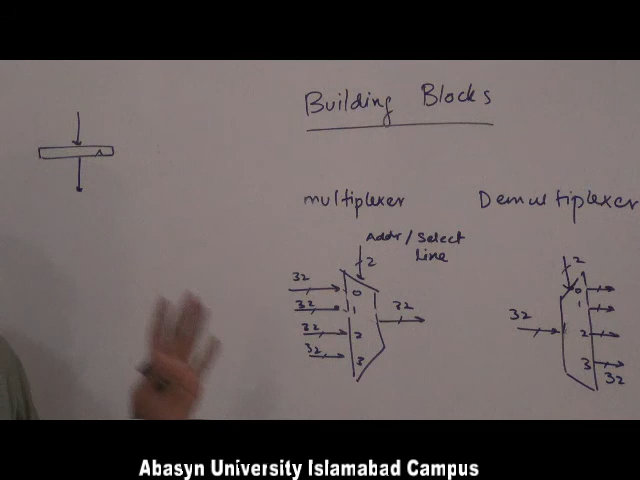 Building Blocks
multiplexer
Demultiplexer
Addr/Select
Line
2
32
0
32
1
32
2
32
3
32
2
32
0
1
2
3
32
Abasyn University Islamabad Campus